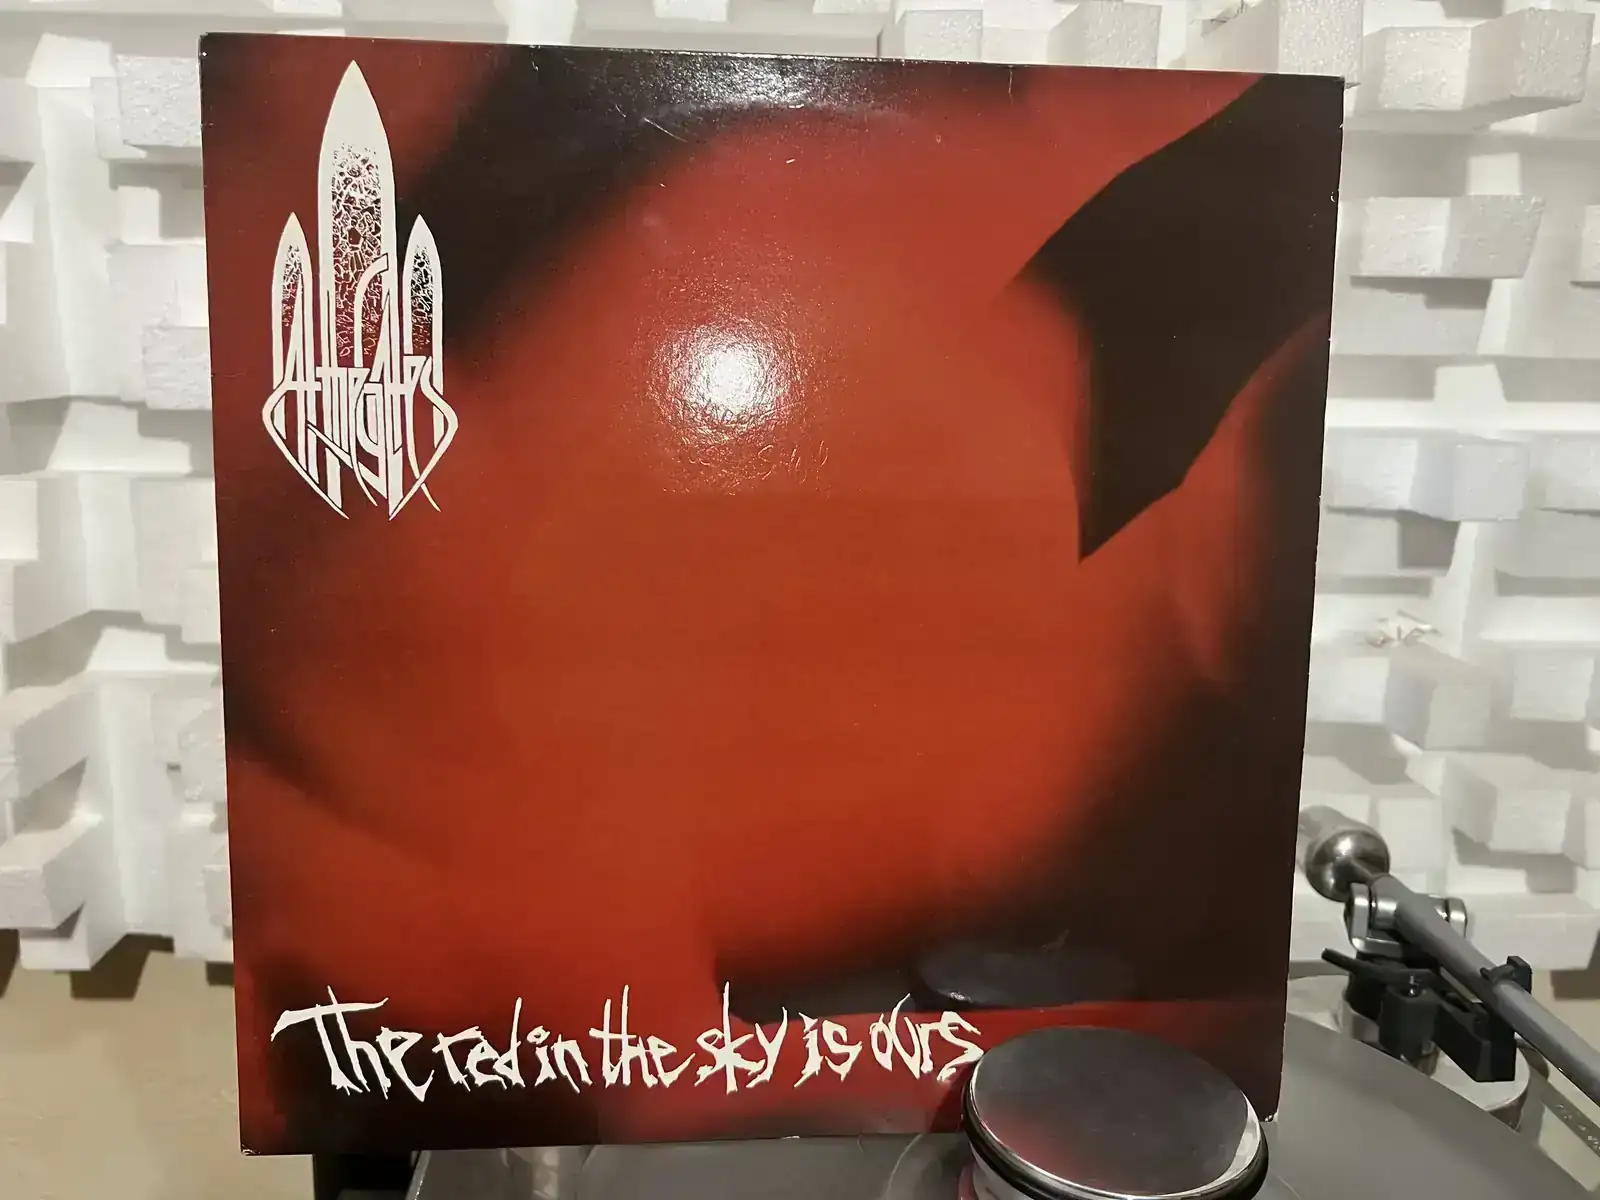 At the Gates
The red in the sky is ours